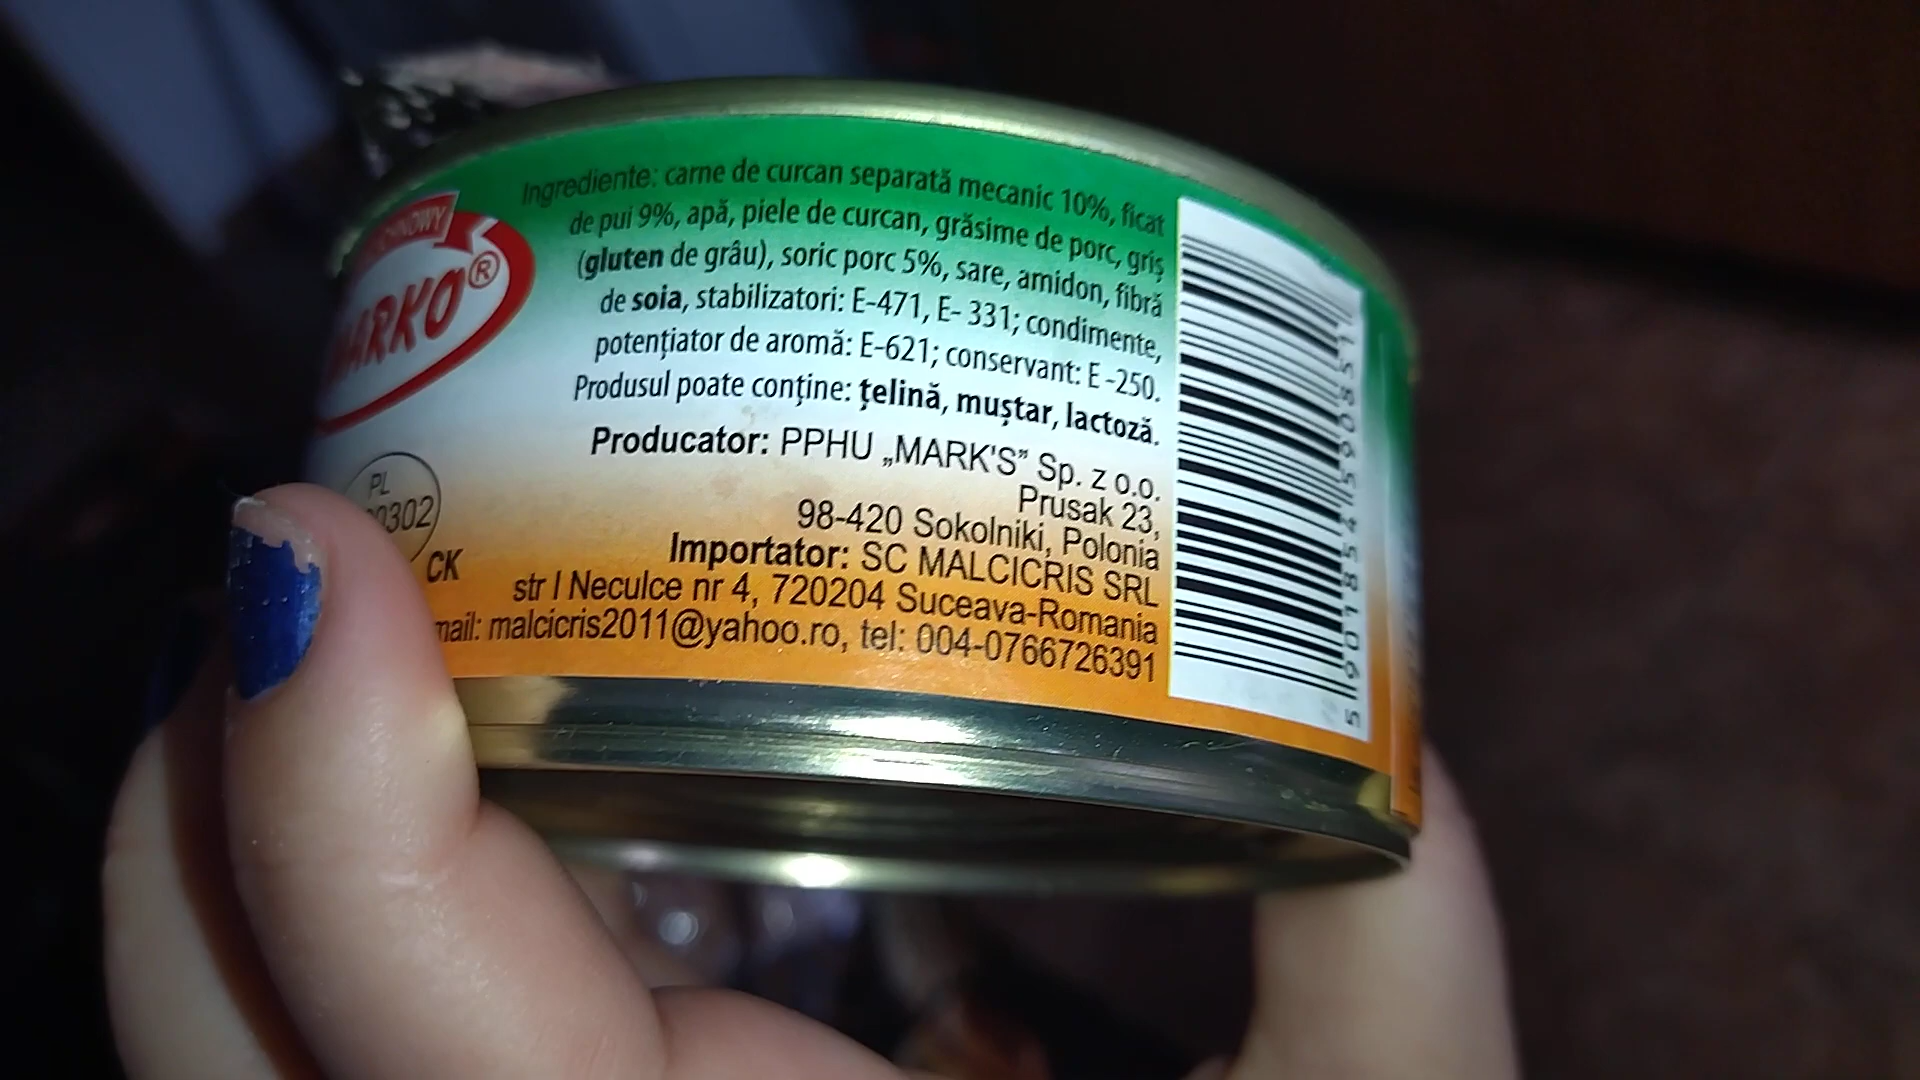 Ingrediente: carne de curcan separată mecanic 10%, ficat
de pui 9%, apă, piele de curcan, grăsime de porc, griș
(gluten de grâu), soric porc 5%, sare, amidon, fibră
de soia, stabilizatori: E-471, E- 331; condimente,
potențiator de aromă: E-621; conservant: E-250.
Produsul poate conține: țelină, muștar, lactoză.
Producator: PPHU „MARK'S” Sp. z o.o.
Prusak 23,
98-420 Sokolniki, Polonia
Importator: SC MALCICRIS SRL
str I Neculce nr 4, 720204 Suceava-Romania
mail: malcicris2011@yahoo.ro, tel: 004-0766726391
ARKO®
PL
0302
CK